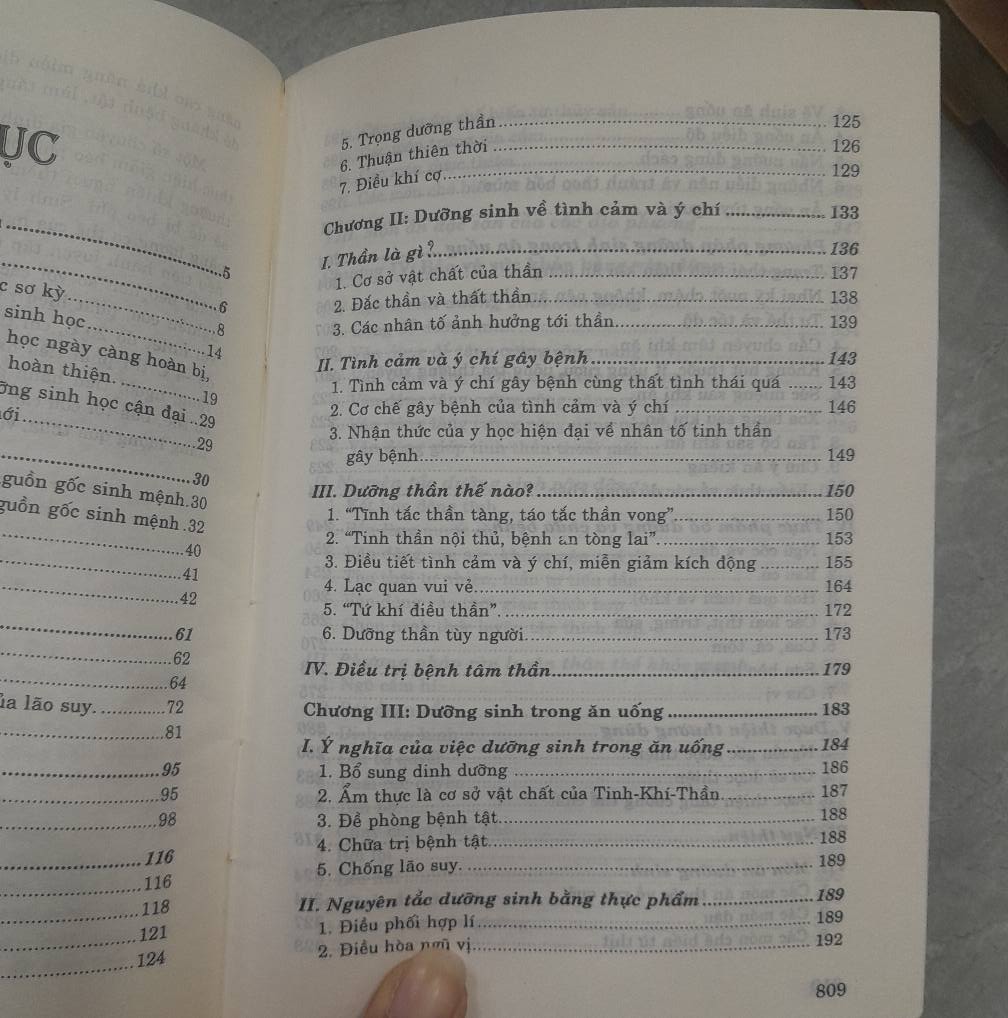 ỤC
5
6
c sơ kỳ 8
sinh học 14
học ngày càng hoàn bị,
hoàn thiện. 19
ỡng sinh học cận đại ..29
ới 29
30
guồn gốc sinh mệnh.30
guồn gốc sinh mệnh .32
40
41
42
61
62
64
ủa lão suy. 72
81
95
95
98
116
116
118
121
124
5. Trọng dưỡng thần 125
6. Thuận thiên thời 126
7. Điều khí cơ 129
Chương II: Dưỡng sinh về tình cảm và ý chí 133
I. Thần là gì? 136
1. Cơ sở vật chất của thần 137
2. Đắc thần và thất thần 138
3. Các nhân tố ảnh hưởng tới thần 139
II. Tình cảm và ý chí gây bệnh 143
1. Tình cảm và ý chí gây bệnh cùng thất tình thái quá 143
2. Cơ chế gây bệnh của tình cảm và ý chí 146
3. Nhận thức của y học hiện đại về nhân tố tinh thần
gây bệnh 149
III. Dưỡng thần thế nào? 150
1. “Tĩnh tắc thần tàng, táo tắc thần vong” 150
2. “Tinh thần nội thủ, bệnh an tòng lai”. 153
3. Điều tiết tình cảm và ý chí, miễn giảm kích động 155
4. Lạc quan vui vẻ 164
5. “Tứ khí điều thần” 172
6. Dưỡng thần tùy người 173
IV. Điều trị bệnh tâm thần 179
Chương III: Dưỡng sinh trong ăn uống 183
I. Ý nghĩa của việc dưỡng sinh trong ăn uống 184
1. Bổ sung dinh dưỡng 186
2. Ẩm thực là cơ sở vật chất của Tinh-Khí-Thần 187
3. Đề phòng bệnh tật 188
4. Chữa trị bệnh tật 188
5. Chống lão suy. 189
II. Nguyên tắc dưỡng sinh bằng thực phẩm 189
1. Điều phối hợp lí 189
2. Điều hòa ngũ vị 192
809